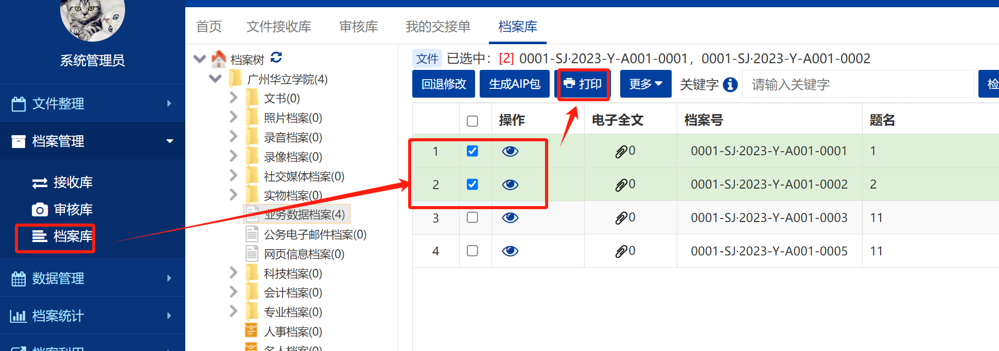 系统管理员
文件整理
档案管理
接收库
审核库
档案库
数据管理
档案统计
档案利用
首页 文件接收库 审核库 我的交接单 档案库
档案树
广州华立学院(4)
文书(0)
照片档案(0)
录音档案(0)
录像档案(0)
社交媒体档案(0)
实物档案(0)
业务数据档案(4)
公务电子邮件档案(0)
网页信息档案(0)
科技档案(0)
会计档案(0)
专业档案(0)
人事档案(0)
名人档案(0)
文件 已选中：[2] 0001-SJ·2023-Y-A001-0001，0001-SJ·2023-Y-A001-0002
回退修改 生成AIP包 打印 更多 关键字 请输入关键字 检
操作 电子全文 档案号 题名
1 0 0001-SJ·2023-Y-A001-0001 1
2 0 0001-SJ·2023-Y-A001-0002 2
3 0 0001-SJ·2023-Y-A001-0003 11
4 0 0001-SJ·2023-Y-A001-0005 11